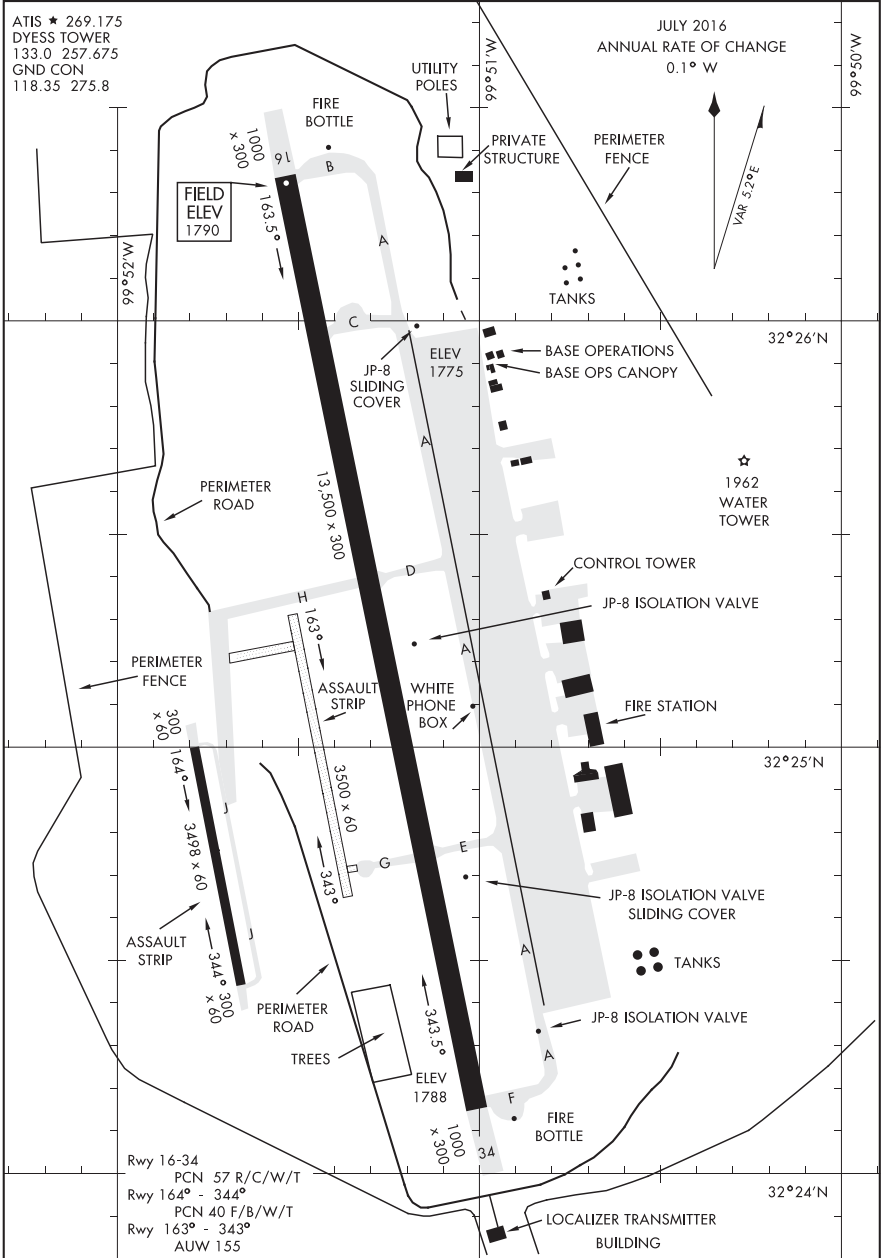 ATIS ★ 269.175
DYESS TOWER
133.0 257.675
GND CON
118.35 275.8
JULY 2016
ANNUAL RATE OF CHANGE
0.1° W
99°51'W
99°50'W
VAR 5.2°E
UTILITY
POLES
FIRE
BOTTLE
PRIVATE
STRUCTURE
PERIMETER
FENCE
1000
x 300
16
B
FIELD
ELEV
1790
163.5°
A
99°52'W
TANKS
C
32°26'N
ELEV
1775
BASE OPERATIONS
BASE OPS CANOPY
JP-8
SLIDING
COVER
A
PERIMETER
ROAD
13,500 x 300
1962
WATER
TOWER
CONTROL TOWER
D
H
JP-8 ISOLATION VALVE
163°
A
PERIMETER
FENCE
ASSAULT
STRIP
WHITE
PHONE
BOX
FIRE STATION
300
x 60
164°
32°25'N
3500 x 60
J
3498 x 60
E
G
343°
JP-8 ISOLATION VALVE
SLIDING COVER
ASSAULT
STRIP
J
A
344°
300
x 60
TANKS
PERIMETER
ROAD
343.5°
JP-8 ISOLATION VALVE
TREES
A
ELEV
1788
F
FIRE
BOTTLE
1000
x 300
34
Rwy 16-34
PCN 57 R/C/W/T
Rwy 164° - 344°
PCN 40 F/B/W/T
Rwy 163° - 343°
AUW 155
32°24'N
LOCALIZER TRANSMITTER
BUILDING